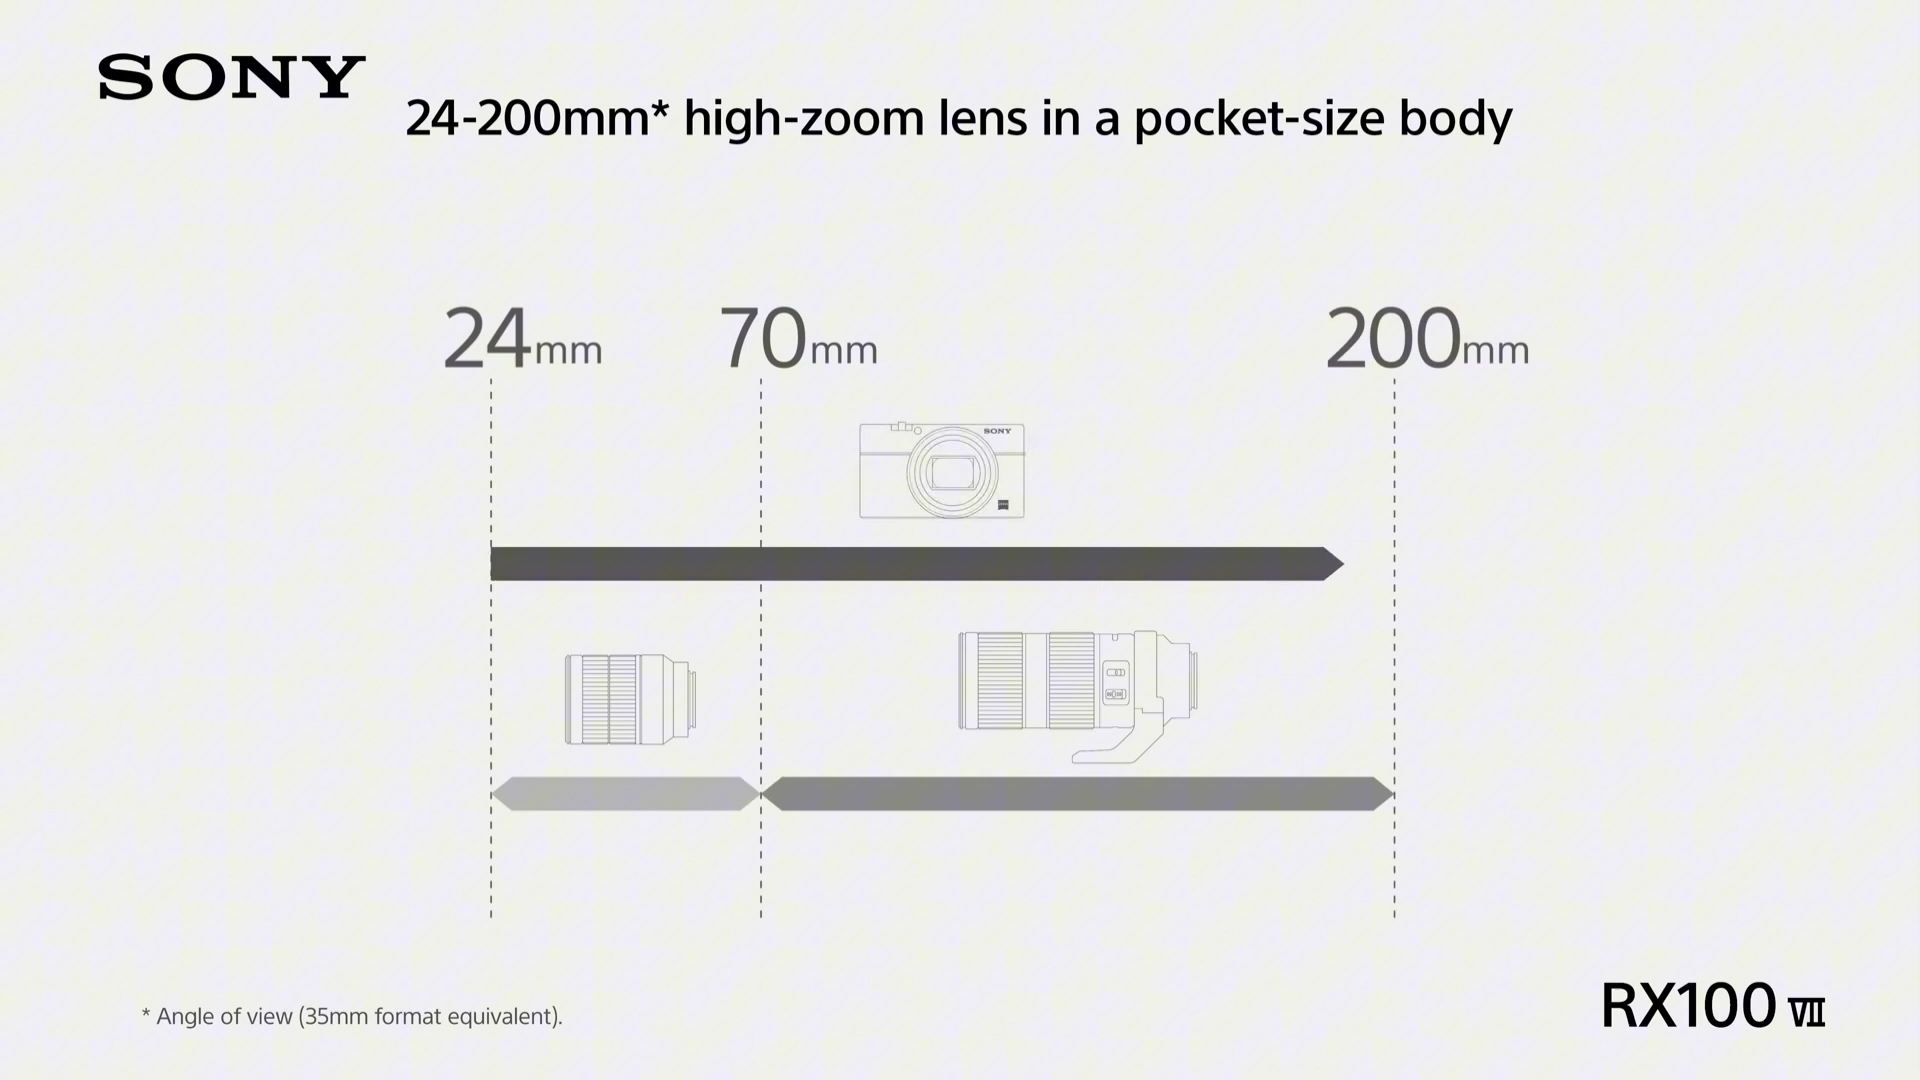 SONY
24-200mm* high-zoom lens in a pocket-size body
24mm 70mm 200mm
SONY
* Angle of view (35mm format equivalent).
RX100 VII